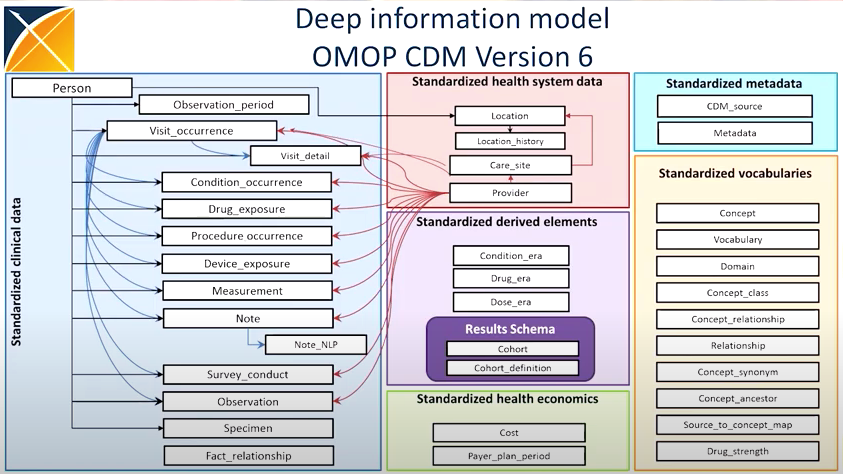 Deep information model
OMOP CDM Version 6
Standardized clinical data
Person
Observation_period
Visit_occurrence
Visit_detail
Condition_occurrence
Drug_exposure
Procedure occurrence
Device_exposure
Measurement
Note
Note_NLP
Survey_conduct
Observation
Specimen
Fact_relationship
Standardized health system data
Location
Location_history
Care_site
Provider
Standardized derived elements
Condition_era
Drug_era
Dose_era
Results Schema
Cohort
Cohort_definition
Standardized health economics
Cost
Payer_plan_period
Standardized metadata
CDM_source
Metadata
Standardized vocabularies
Concept
Vocabulary
Domain
Concept_class
Concept_relationship
Relationship
Concept_synonym
Concept_ancestor
Source_to_concept_map
Drug_strength